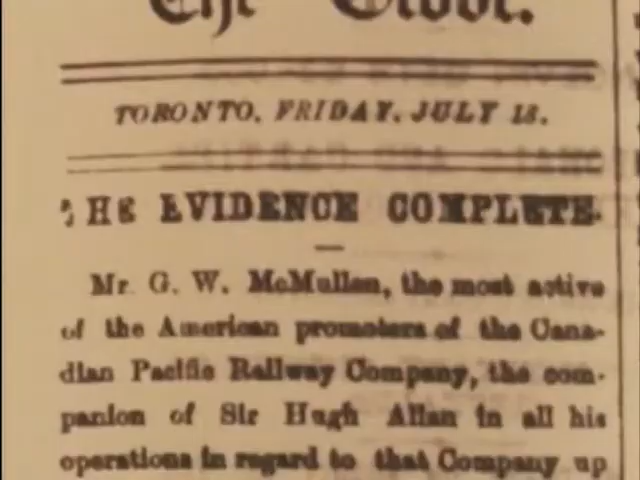 The Globe.
TORONTO, FRIDAY, JULY 18.
THE EVIDENCE COMPLETE.
Mr. G. W. McMullen, the most active
of the American promoters of the Cana-
dian Pacific Railway Company, the com-
panion of Sir Hugh Allan in all his
operations in regard to that Company up